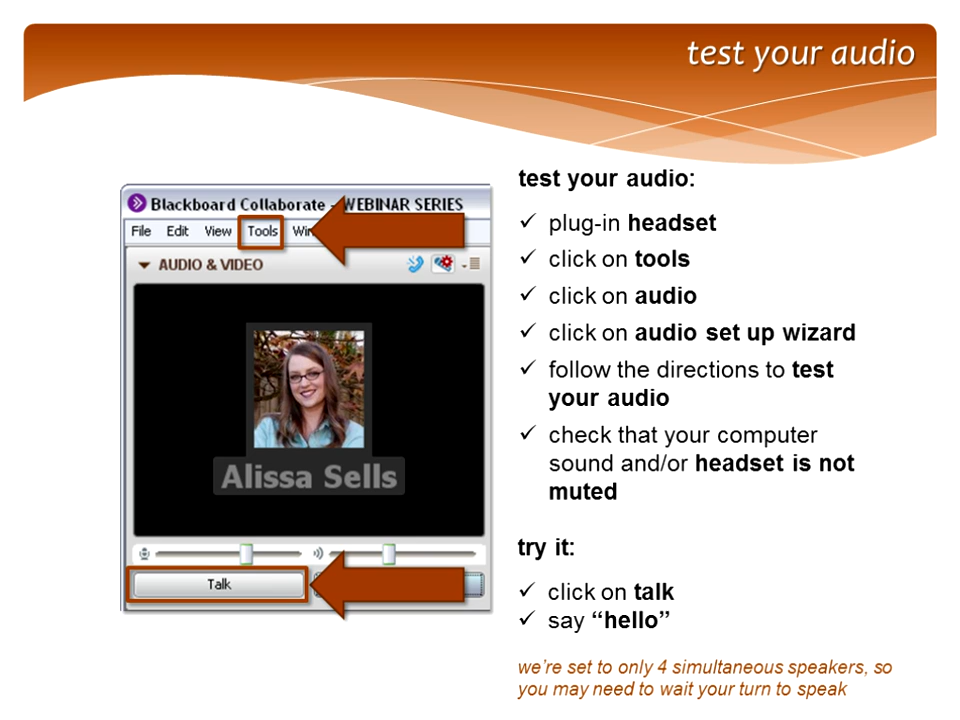 test your audio
test your audio:
✓ plug-in headset
✓ click on tools
✓ click on audio
✓ click on audio set up wizard
✓ follow the directions to test
your audio
✓ check that your computer
sound and/or headset is not
muted
try it:
✓ click on talk
✓ say “hello”
we’re set to only 4 simultaneous speakers, so
you may need to wait your turn to speak
Blackboard Collaborate - WEBINAR SERIES
File Edit View Tools
AUDIO & VIDEO
Alissa Sells
Talk